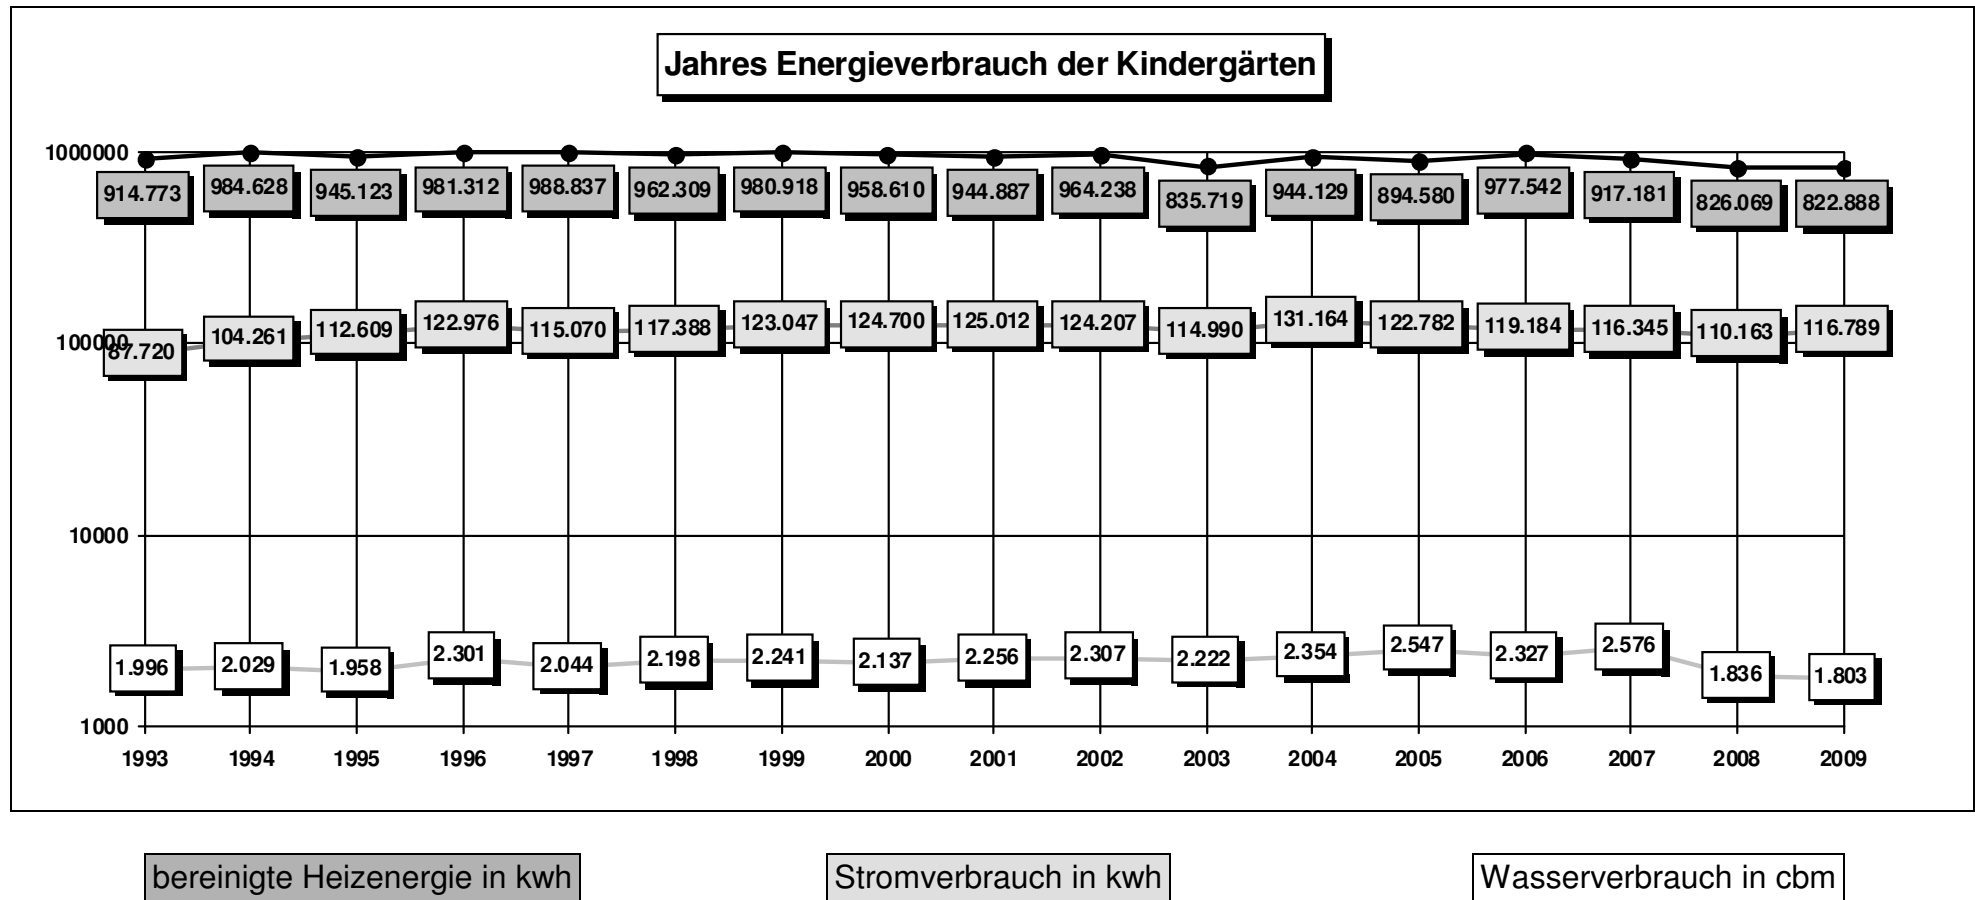 Jahres Energieverbrauch der Kindergärten
1000000
914.773 984.628 945.123 981.312 988.837 962.309 980.918 958.610 944.887 964.238 835.719 944.129 894.580 977.542 917.181 826.069 822.888
100000
87.720 104.261 112.609 122.976 115.070 117.388 123.047 124.700 125.012 124.207 114.990 131.164 122.782 119.184 116.345 110.163 116.789
10000
1.996 2.029 1.958 2.301 2.044 2.198 2.241 2.137 2.256 2.307 2.222 2.354 2.547 2.327 2.576 1.836 1.803
1000
1993 1994 1995 1996 1997 1998 1999 2000 2001 2002 2003 2004 2005 2006 2007 2008 2009
bereinigte Heizenergie in kwh Stromverbrauch in kwh Wasserverbrauch in cbm